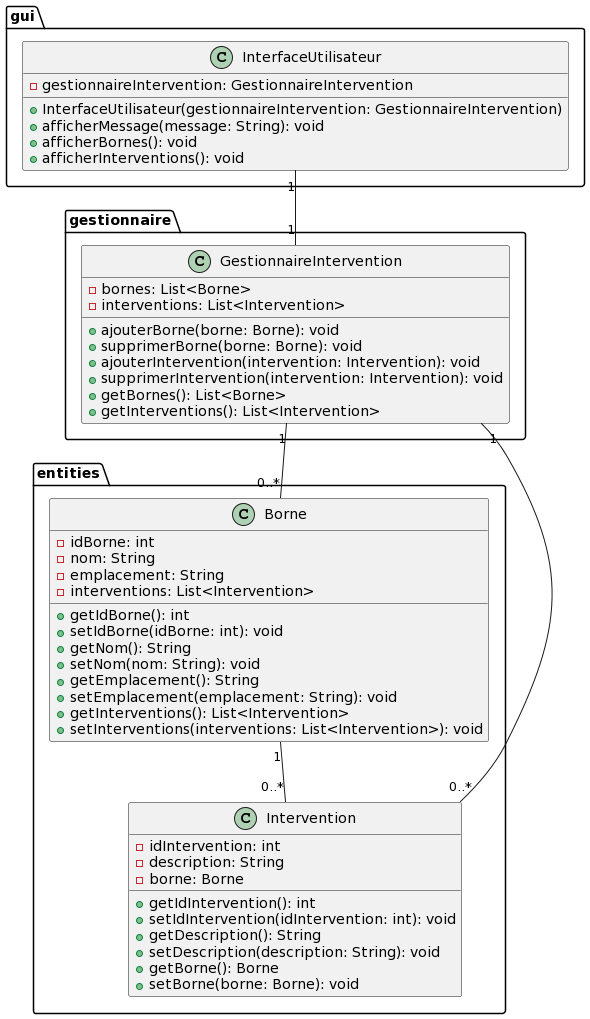 gui
C InterfaceUtilisateur
gestionnaireIntervention: GestionnaireIntervention
InterfaceUtilisateur(gestionnaireIntervention: GestionnaireIntervention)
afficherMessage(message: String): void
afficherBornes(): void
afficherInterventions(): void
1
1
gestionnaire
C GestionnaireIntervention
bornes: List<Borne>
interventions: List<Intervention>
ajouterBorne(borne: Borne): void
supprimerBorne(borne: Borne): void
ajouterIntervention(intervention: Intervention): void
supprimerIntervention(intervention: Intervention): void
getBornes(): List<Borne>
getInterventions(): List<Intervention>
1 1
entities
0..*
C Borne
idBorne: int
nom: String
emplacement: String
interventions: List<Intervention>
getIdBorne(): int
setIdBorne(idBorne: int): void
getNom(): String
setNom(nom: String): void
getEmplacement(): String
setEmplacement(emplacement: String): void
getInterventions(): List<Intervention>
setInterventions(interventions: List<Intervention>): void
1
0..* 0..*
C Intervention
idIntervention: int
description: String
borne: Borne
getIdIntervention(): int
setIdIntervention(idIntervention: int): void
getDescription(): String
setDescription(description: String): void
getBorne(): Borne
setBorne(borne: Borne): void